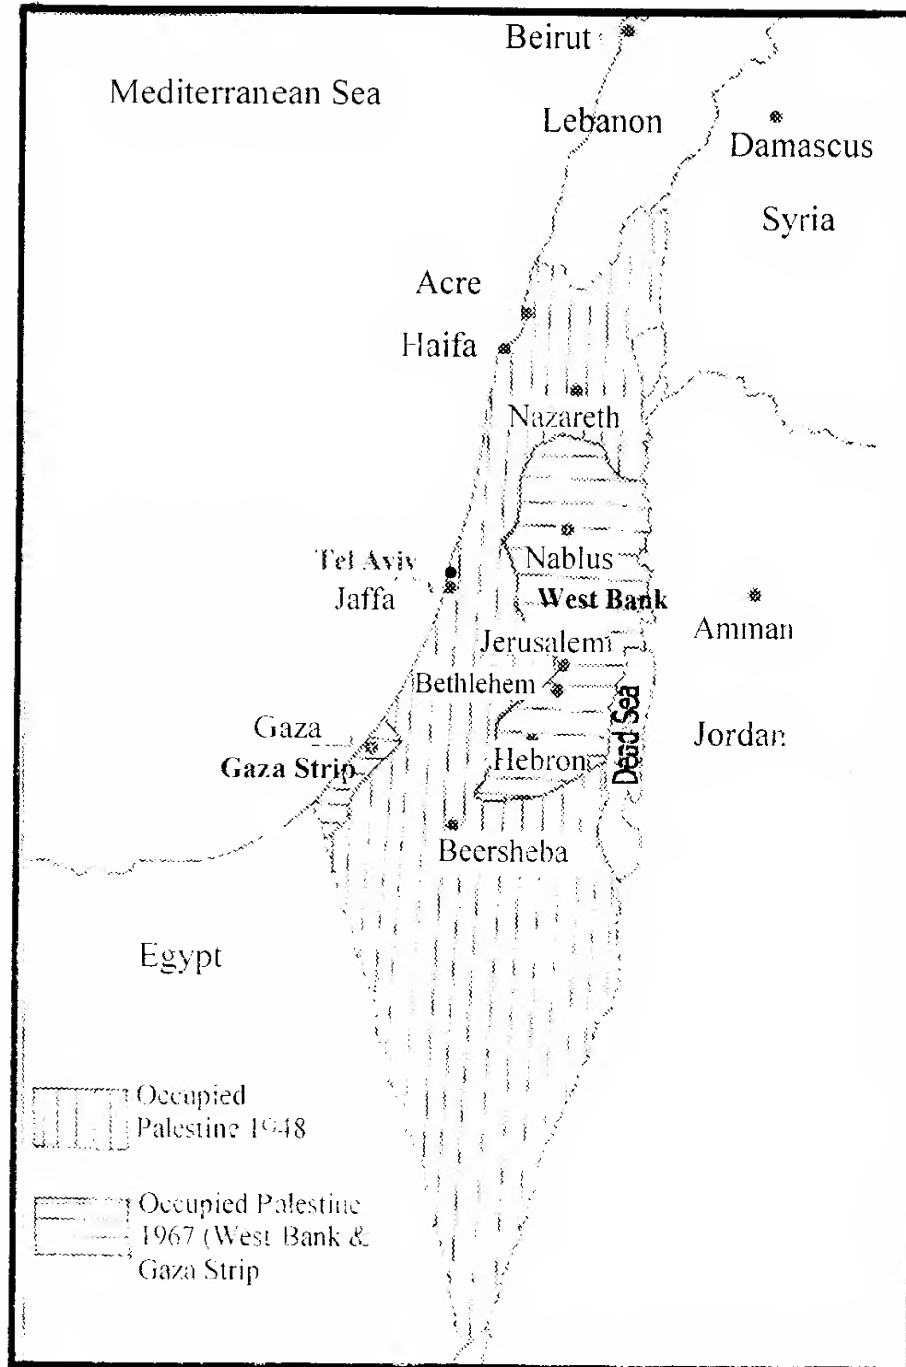 Beirut
Mediterranean Sea
Lebanon
Damascus
Syria
Acre
Haifa
Nazareth
Tel Aviv
Nablus
Jaffa
West Bank
Amman
Jerusalem
Bethlehem
Dead Sea
Gaza
Jordan
Hebron
Gaza Strip
Beersheba
Egypt
Occupied
Palestine 1948
Occupied Palestine
1967 (West Bank &
Gaza Strip